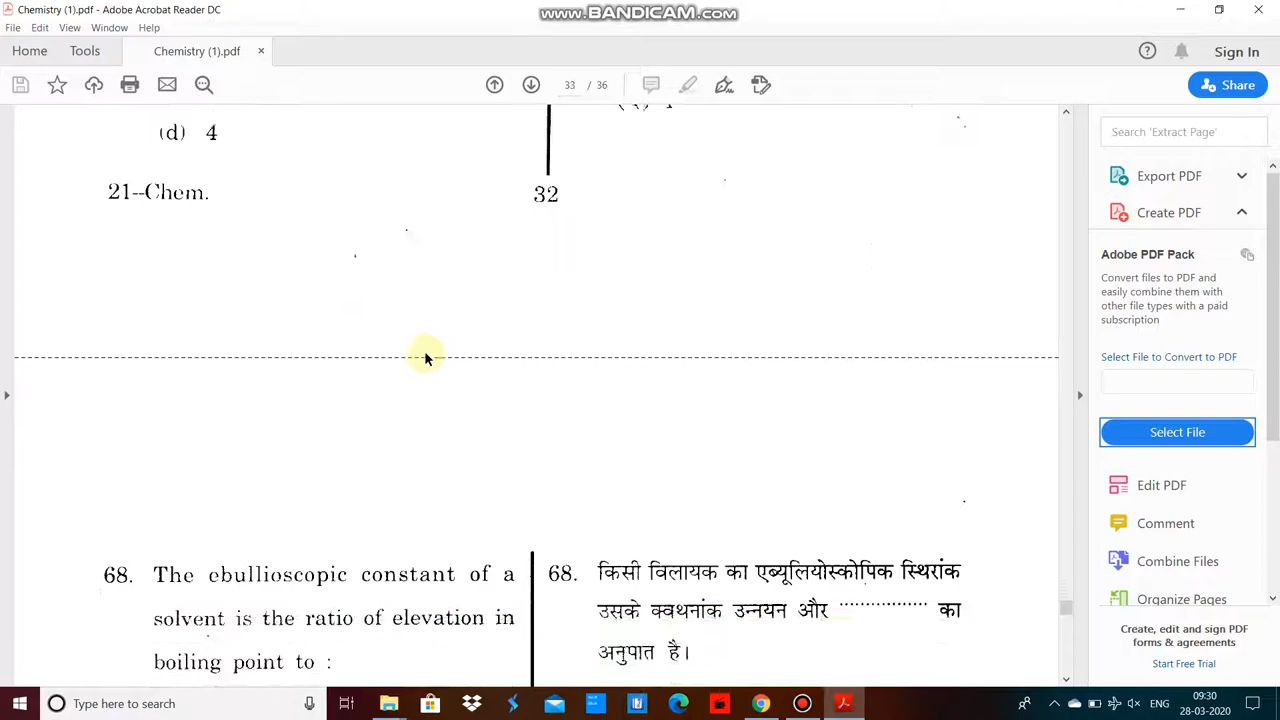 Chemistry (1).pdf - Adobe Acrobat Reader DC
www.BANDICAM.com
File Edit View Window Help
Home Tools Chemistry (1).pdf × Sign In
33 / 36 Share
(d) 4
21--Chem.
32
68. The ebullioscopic constant of a
solvent is the ratio of elevation in
boiling point to :
68. किसी विलायक का एब्यूलियोस्कोपिक स्थिरांक
उसके क्वथनांक उन्नयन और ................. का
अनुपात है।
Search 'Extract Page'
Export PDF
Create PDF
Adobe PDF Pack
Convert files to PDF and
easily combine them with
other file types with a paid
subscription
Select File to Convert to PDF
Select File
Edit PDF
Comment
Combine Files
Organize Pages
Create, edit and sign PDF
forms & agreements
Start Free Trial
Type here to search
ENG
09:30
28-03-2020